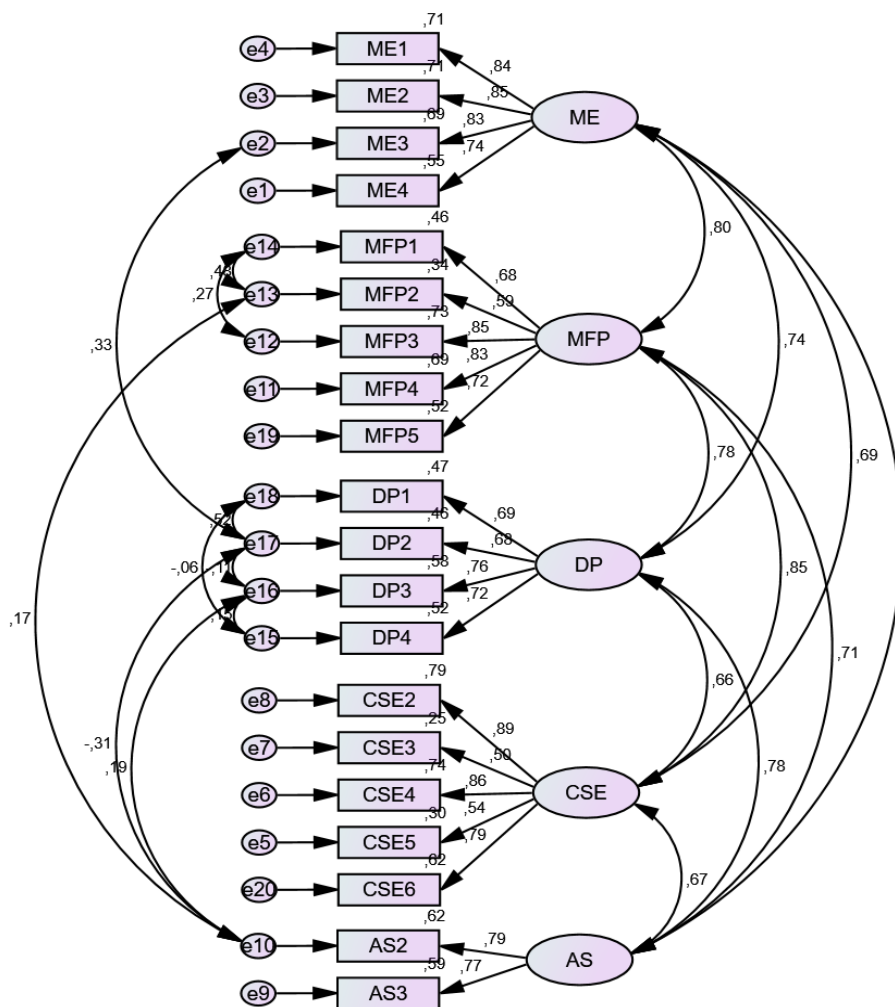 ,71
e4 ME1 ,84
,71
e3 ME2 ,85 ME
,69
e2 ME3 ,83
,74
,55
e1 ME4
,46
e14 MFP1 ,80
,68
,34
,27 e13 MFP2 ,59
,73
,33 e12 MFP3 ,85 MFP ,74
,69 ,83
e11 MFP4 ,72
,52
e19 MFP5
,78 ,69
,47
e18 DP1 ,69
,52 ,46
e17 DP2 ,68
,58
-,06 DP ,85
e16 DP3 ,76
,52 ,72
,17 e15 DP4
,71
,79 ,66
e8 CSE2 ,89
,25
-,31 e7 CSE3 ,50
,19 ,74 ,78
e6 CSE4 ,86 CSE
,30 ,54
e5 CSE5 ,79
,62
e20 CSE6 ,67
,62
e10 AS2 ,79 AS
,59 ,77
e9 AS3